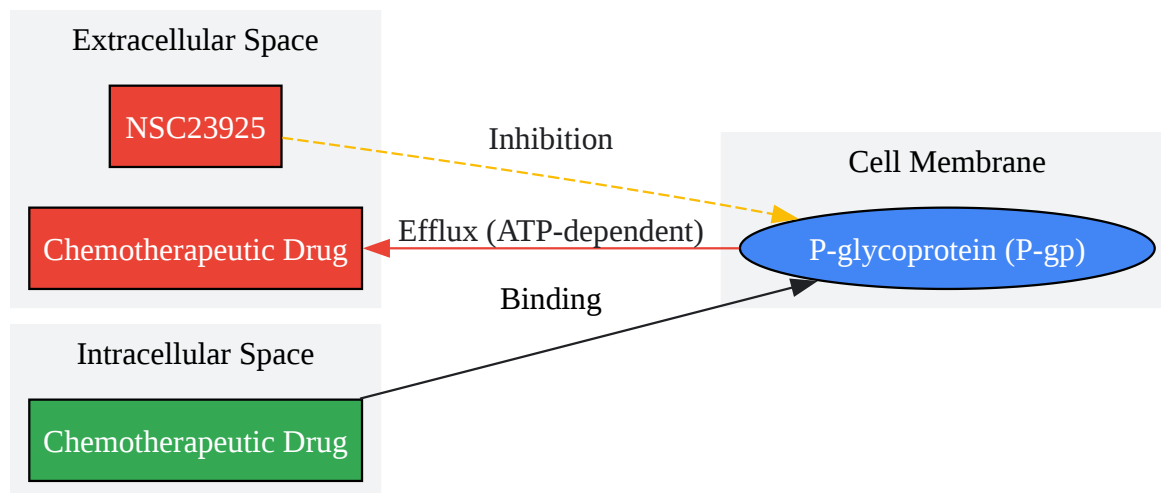 Extracellular Space
NSC23925
Inhibition
Cell Membrane
Chemotherapeutic Drug
Efflux (ATP-dependent)
P-glycoprotein (P-gp)
Binding
Intracellular Space
Chemotherapeutic Drug